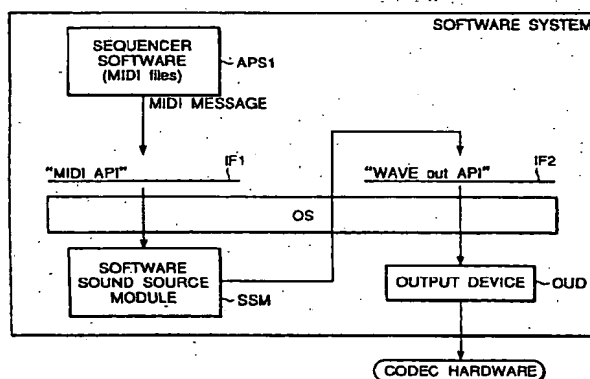 SOFTWARE SYSTEM
SEQUENCER
SOFTWARE
(MIDI files)
APS1
MIDI MESSAGE
"MIDI API"
IF1
"WAVE out API"
IF2
OS
SOFTWARE
SOUND SOURCE
MODULE
SSM
OUTPUT DEVICE
OUD
CODEC HARDWARE